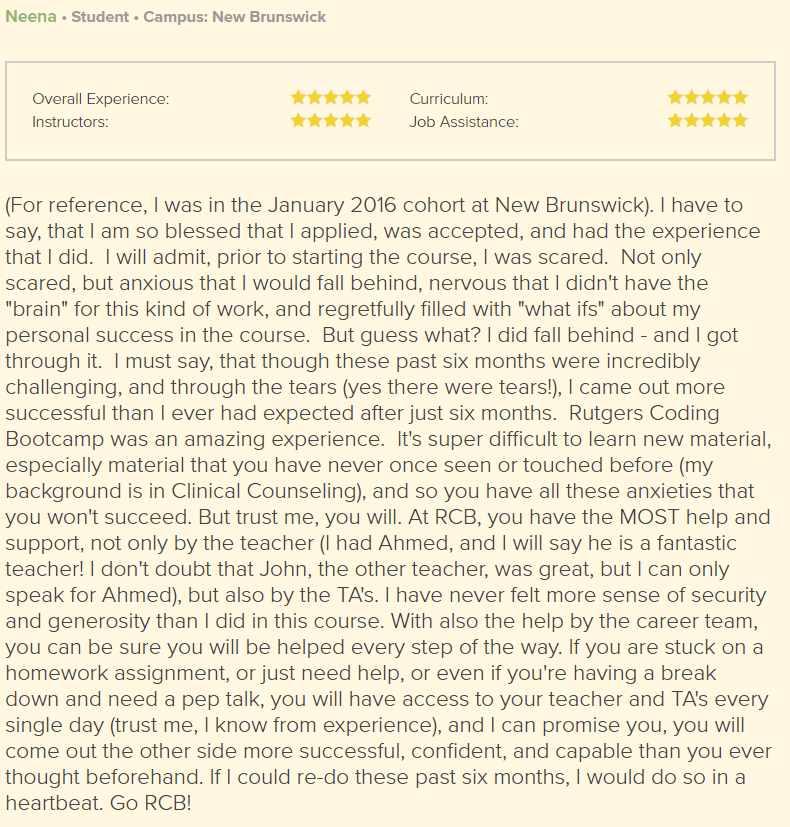 Neena • Student • Campus: New Brunswick
Overall Experience: Curriculum:
Instructors: Job Assistance:
(For reference, I was in the January 2016 cohort at New Brunswick). I have to
say, that I am so blessed that I applied, was accepted, and had the experience
that I did.  I will admit, prior to starting the course, I was scared.  Not only
scared, but anxious that I would fall behind, nervous that I didn't have the
"brain" for this kind of work, and regretfully filled with "what ifs" about my
personal success in the course.  But guess what? I did fall behind - and I got
through it.  I must say, that though these past six months were incredibly
challenging, and through the tears (yes there were tears!), I came out more
successful than I ever had expected after just six months.  Rutgers Coding
Bootcamp was an amazing experience.  It's super difficult to learn new material,
especially material that you have never once seen or touched before (my
background is in Clinical Counseling), and so you have all these anxieties that
you won't succeed. But trust me, you will. At RCB, you have the MOST help and
support, not only by the teacher (I had Ahmed, and I will say he is a fantastic
teacher! I don't doubt that John, the other teacher, was great, but I can only
speak for Ahmed), but also by the TA's. I have never felt more sense of security
and generosity than I did in this course. With also the help by the career team,
you can be sure you will be helped every step of the way. If you are stuck on a
homework assignment, or just need help, or even if you're having a break
down and need a pep talk, you will have access to your teacher and TA's every
single day (trust me, I know from experience), and I can promise you, you will
come out the other side more successful, confident, and capable than you ever
thought beforehand. If I could re-do these past six months, I would do so in a
heartbeat. Go RCB!